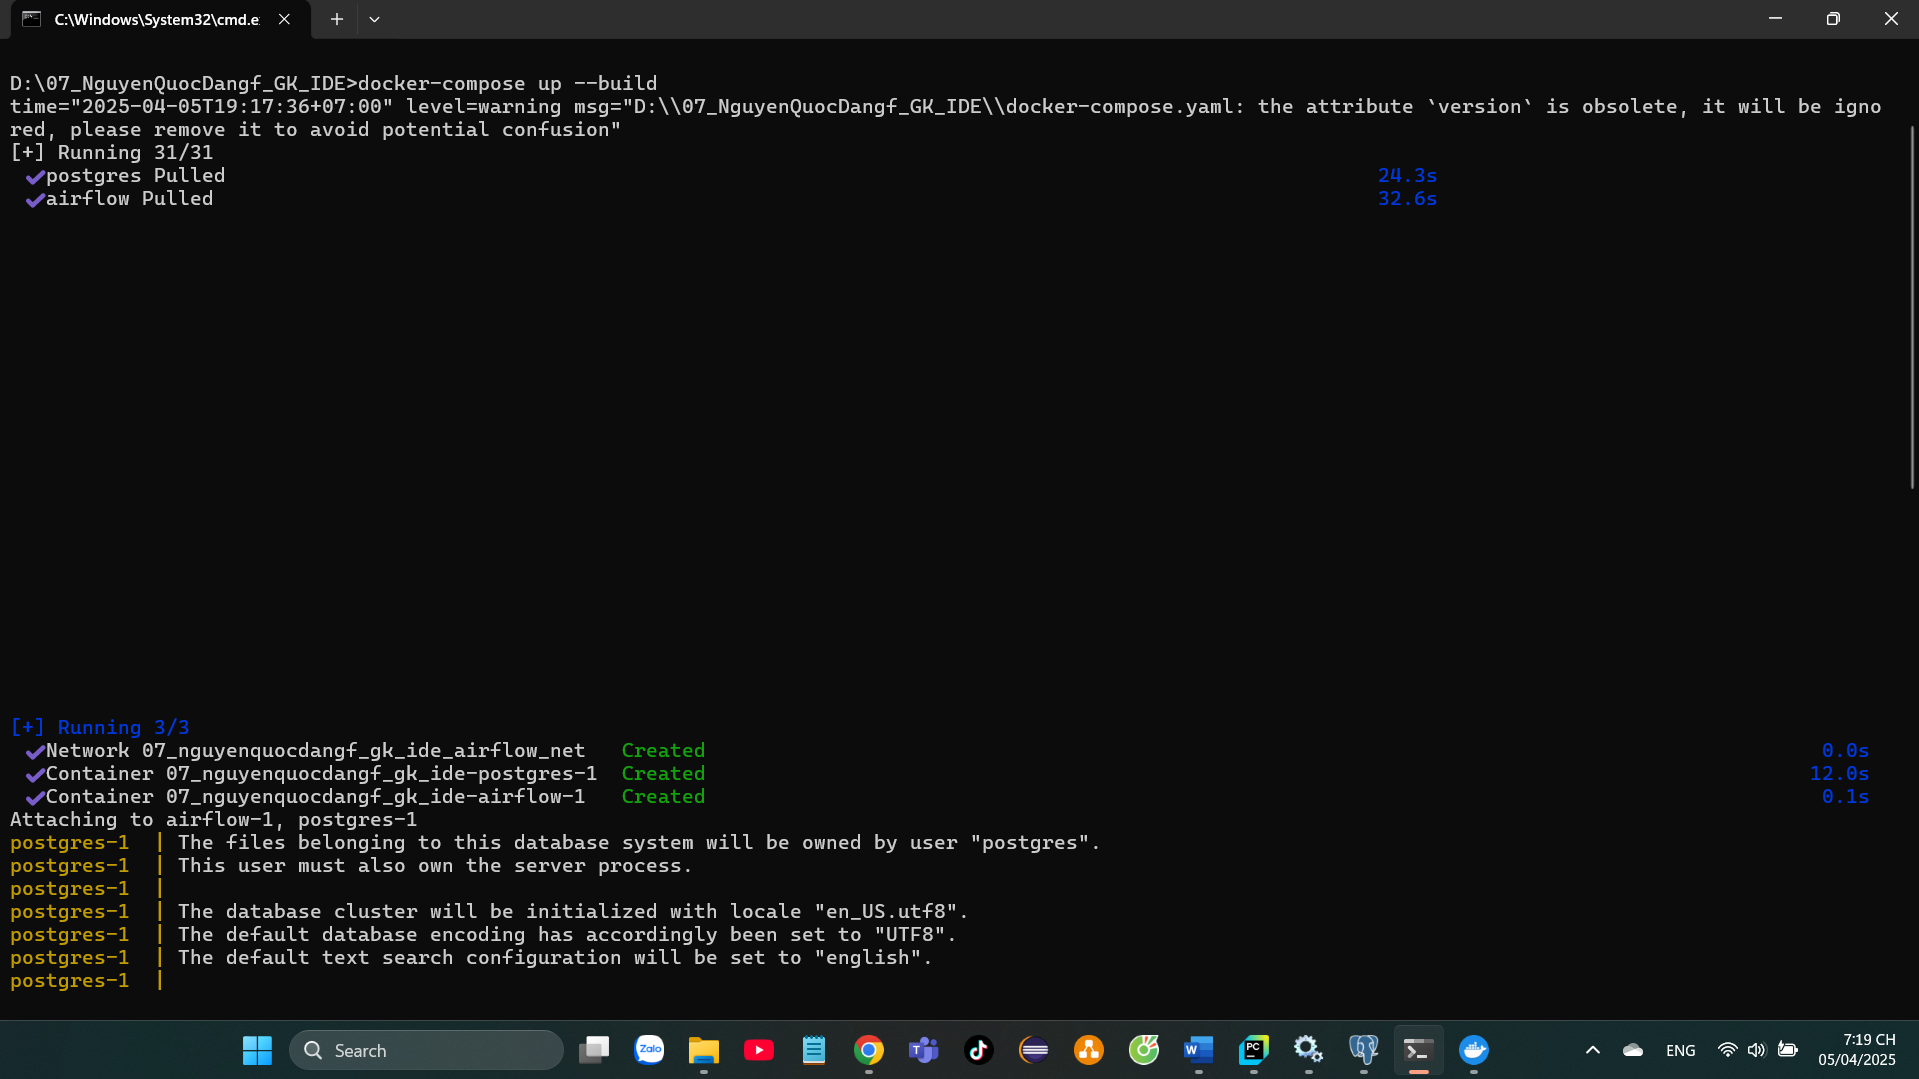 C:\Windows\System32\cmd.e
D:\07_NguyenQuocDangf_GK_IDE>docker-compose up --build
time="2025-04-05T19:17:36+07:00" level=warning msg="D:\\07_NguyenQuocDangf_GK_IDE\\docker-compose.yaml: the attribute `version` is obsolete, it will be igno
red, please remove it to avoid potential confusion"
[+] Running 31/31
✔postgres Pulled 24.3s
✔airflow Pulled 32.6s
[+] Running 3/3
✔Network 07_nguyenquocdangf_gk_ide_airflow_net Created 0.0s
✔Container 07_nguyenquocdangf_gk_ide-postgres-1 Created 12.0s
✔Container 07_nguyenquocdangf_gk_ide-airflow-1 Created 0.1s
Attaching to airflow-1, postgres-1
postgres-1 | The files belonging to this database system will be owned by user "postgres".
postgres-1 | This user must also own the server process.
postgres-1 |
postgres-1 | The database cluster will be initialized with locale "en_US.utf8".
postgres-1 | The default database encoding has accordingly been set to "UTF8".
postgres-1 | The default text search configuration will be set to "english".
postgres-1 |
Search
Zalo
T
W
PC
ENG
7:19 CH
05/04/2025